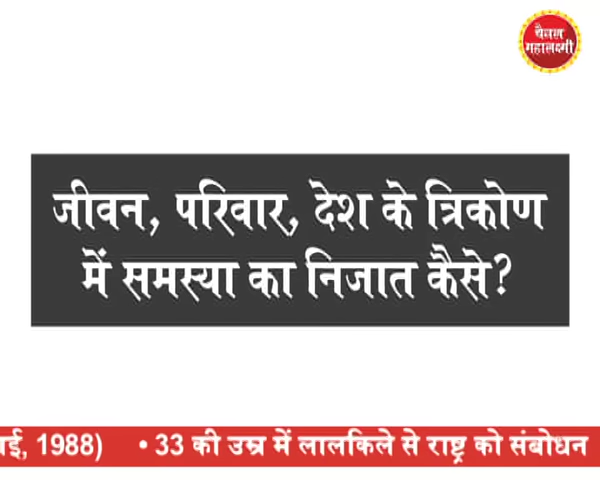 चैनल
महालक्ष्मी
जीवन, परिवार, देश के त्रिकोण
में समस्या का निजात कैसे?
ई, 1988) • 33 की उम्र में लालकिले से राष्ट्र को संबोधन